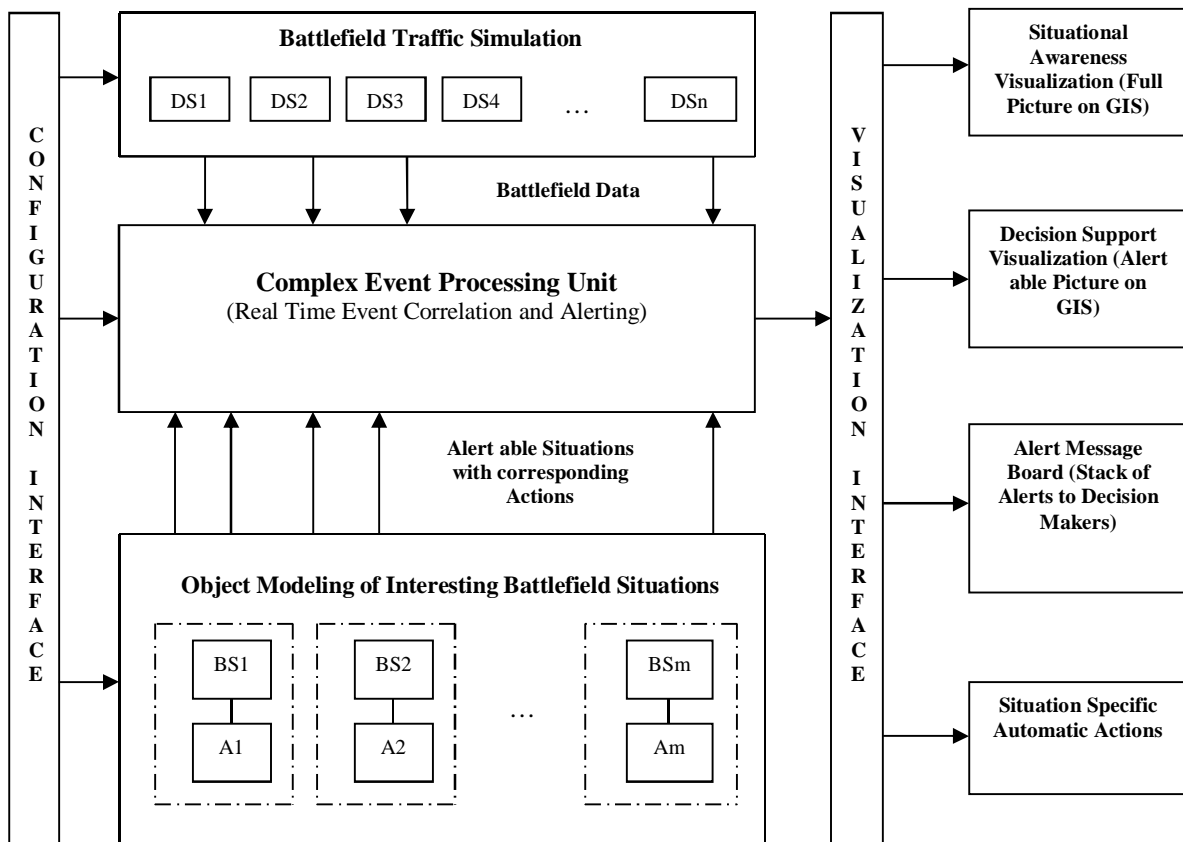 CONFIGURATION INTERFACE
Battlefield Traffic Simulation
DS1 DS2 DS3 DS4 … DSn
Battlefield Data
Complex Event Processing Unit
(Real Time Event Correlation and Alerting)
Alert able Situations
with corresponding
Actions
Object Modeling of Interesting Battlefield Situations
BS1 BS2 BSm
…
A1 A2 Am
VISUALIZATION INTERFACE
Situational
Awareness
Visualization (Full
Picture on GIS)
Decision Support
Visualization (Alert
able Picture on
GIS)
Alert Message
Board (Stack of
Alerts to Decision
Makers)
Situation Specific
Automatic Actions